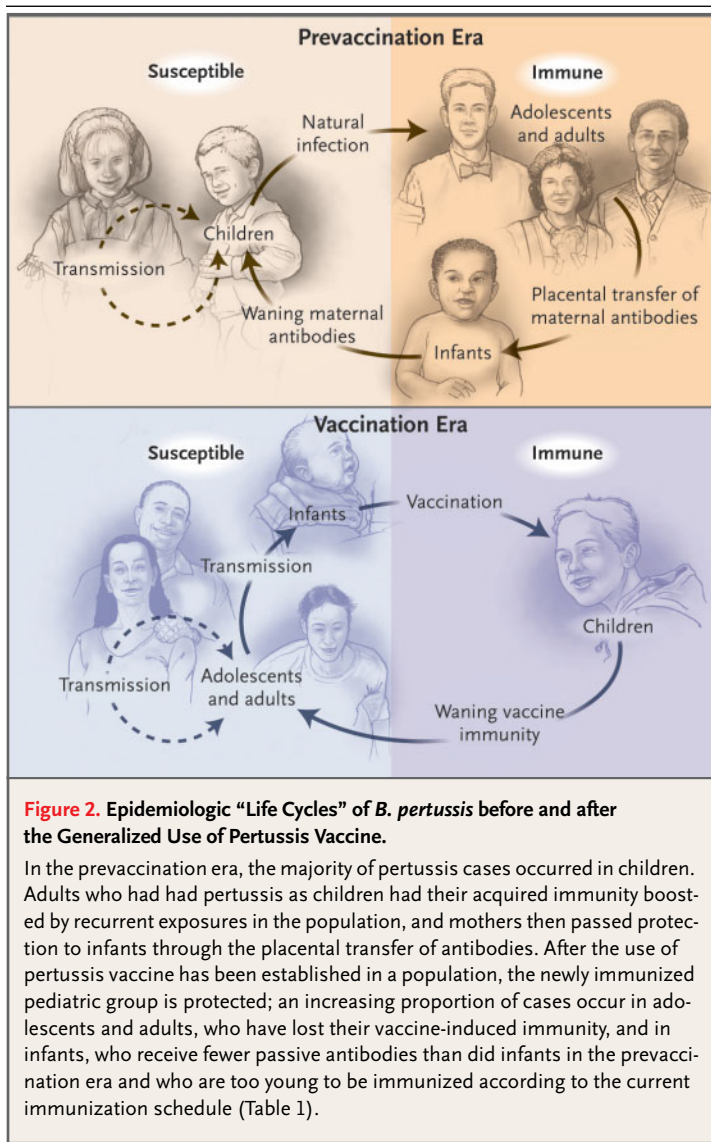 Prevaccination Era
Susceptible
Immune
Natural
infection
Adolescents
and adults
Children
Transmission
Waning maternal
antibodies
Placental transfer of
maternal antibodies
Infants
Vaccination Era
Susceptible
Immune
Infants
Vaccination
Transmission
Children
Transmission
Adolescents
and adults
Waning vaccine
immunity
Figure 2. Epidemiologic “Life Cycles” of B. pertussis before and after
the Generalized Use of Pertussis Vaccine.
In the prevaccination era, the majority of pertussis cases occurred in children.
Adults who had had pertussis as children had their acquired immunity boost-
ed by recurrent exposures in the population, and mothers then passed protec-
tion to infants through the placental transfer of antibodies. After the use of
pertussis vaccine has been established in a population, the newly immunized
pediatric group is protected; an increasing proportion of cases occur in ado-
lescents and adults, who have lost their vaccine-induced immunity, and in
infants, who receive fewer passive antibodies than did infants in the prevacci-
nation era and who are too young to be immunized according to the current
immunization schedule (Table 1).